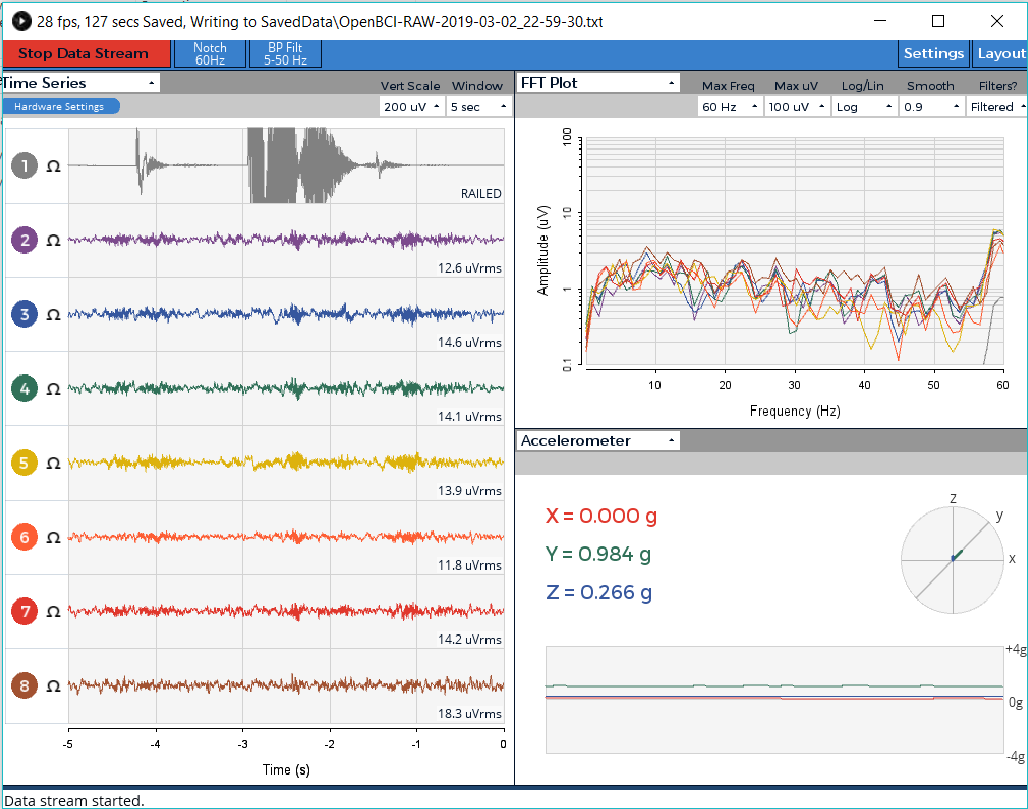 28 fps, 127 secs Saved, Writing to SavedData\OpenBCI-RAW-2019-03-02_22-59-30.txt
Stop Data Stream
Notch
60Hz
BP Filt
5-50 Hz
Settings
Layout
Time Series
Vert Scale
Window
Hardware Settings
200 uV
5 sec
1 Ω
RAILED
2 Ω
12.6 uVrms
3 Ω
14.6 uVrms
4 Ω
14.1 uVrms
5 Ω
13.9 uVrms
6 Ω
11.8 uVrms
7 Ω
14.2 uVrms
8 Ω
18.3 uVrms
-5 -4 -3 -2 -1 0
Time (s)
FFT Plot
Max Freq
Max uV
Log/Lin
Smooth
Filters?
60 Hz
100 uV
Log
0.9
Filtered
100
10
1
0.1
Amplitude (uV)
10 20 30 40 50 60
Frequency (Hz)
Accelerometer
X = 0.000 g
Y = 0.984 g
Z = 0.266 g
z
y
x
+4g
0g
-4g
Data stream started.